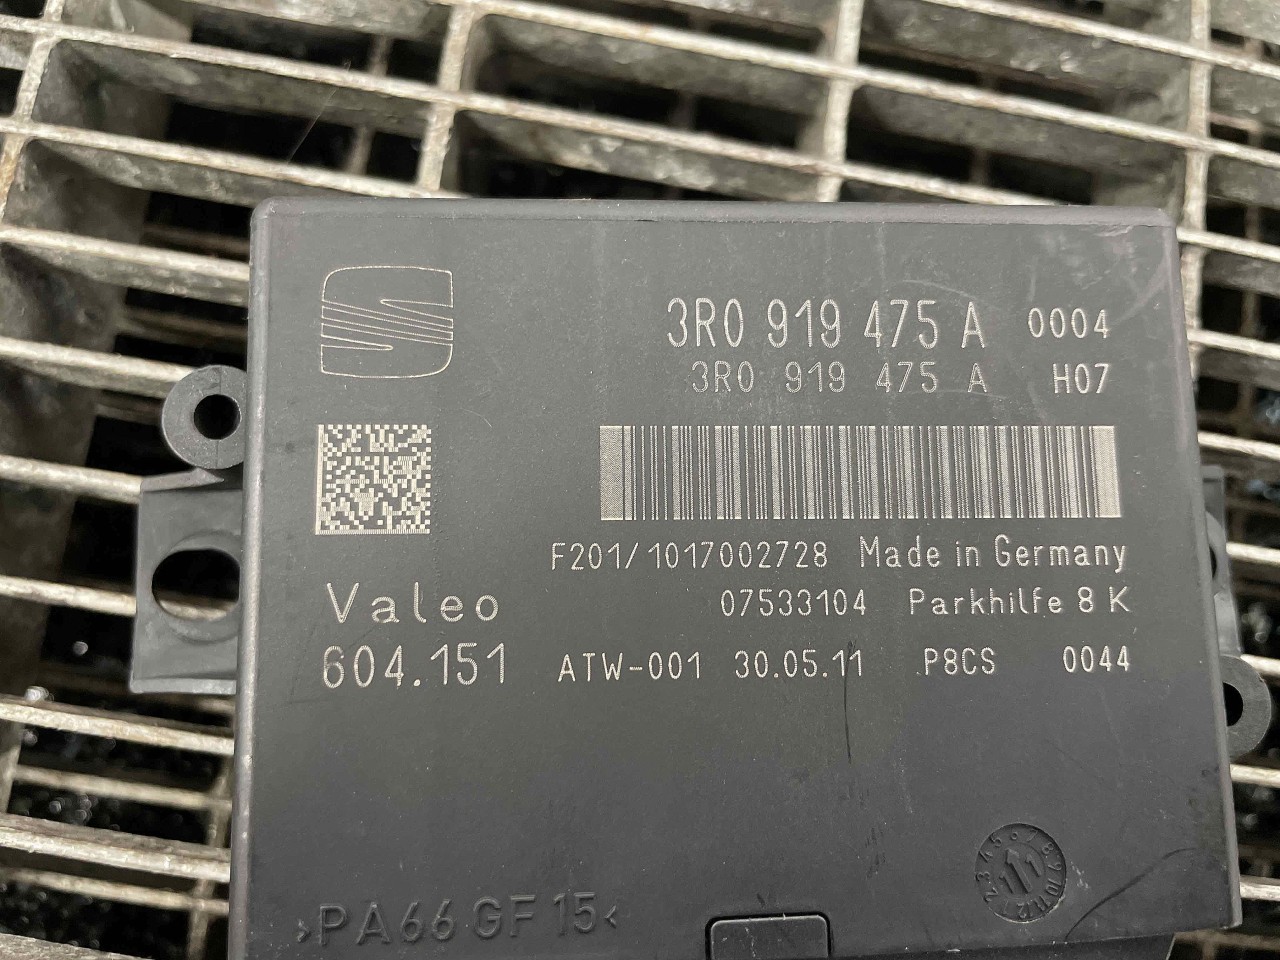 3R0 919 475 A 0004
3R0 919 475 A H07
F201/1017002728 Made in Germany
Valeo 07533104 Parkhilfe 8 K
604.151 ATW-001 30.05.11 P8CS 0044
>PA66 GF15<